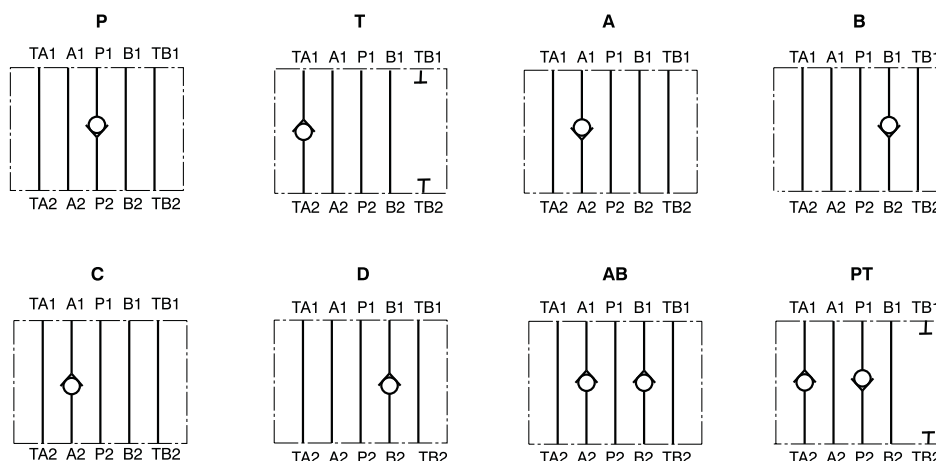 P T A B
TA1 A1 P1 B1 TB1 TA1 A1 P1 B1 TB1 TA1 A1 P1 B1 TB1 TA1 A1 P1 B1 TB1
TA2 A2 P2 B2 TB2 TA2 A2 P2 B2 TB2 TA2 A2 P2 B2 TB2 TA2 A2 P2 B2 TB2
C D AB PT
TA1 A1 P1 B1 TB1 TA1 A1 P1 B1 TB1 TA1 A1 P1 B1 TB1 TA1 A1 P1 B1 TB1
TA2 A2 P2 B2 TB2 TA2 A2 P2 B2 TB2 TA2 A2 P2 B2 TB2 TA2 A2 P2 B2 TB2